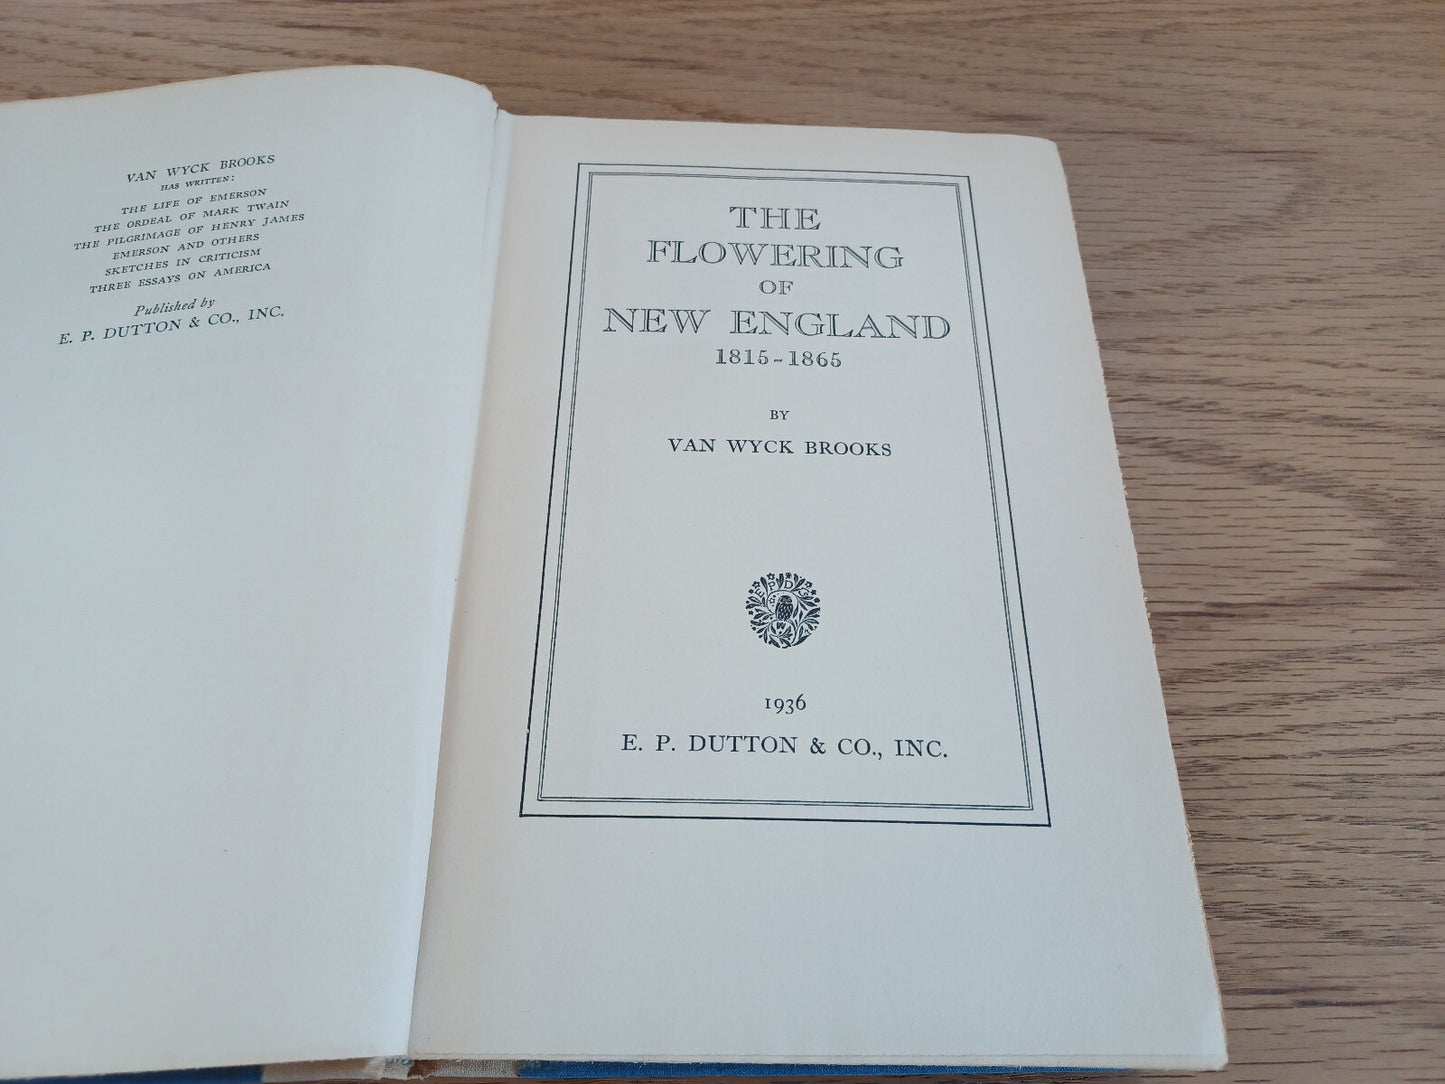 VAN WYCK BROOKS
HAS WRITTEN:
THE LIFE OF EMERSON
THE ORDEAL OF MARK TWAIN
THE PILGRIMAGE OF HENRY JAMES
EMERSON AND OTHERS
SKETCHES IN CRITICISM
THREE ESSAYS ON AMERICA
Published by
E. P. DUTTON & CO., INC.
THE
FLOWERING
OF
NEW ENGLAND
1815-1865
BY
VAN WYCK BROOKS
EPD
1936
E. P. DUTTON & CO., INC.